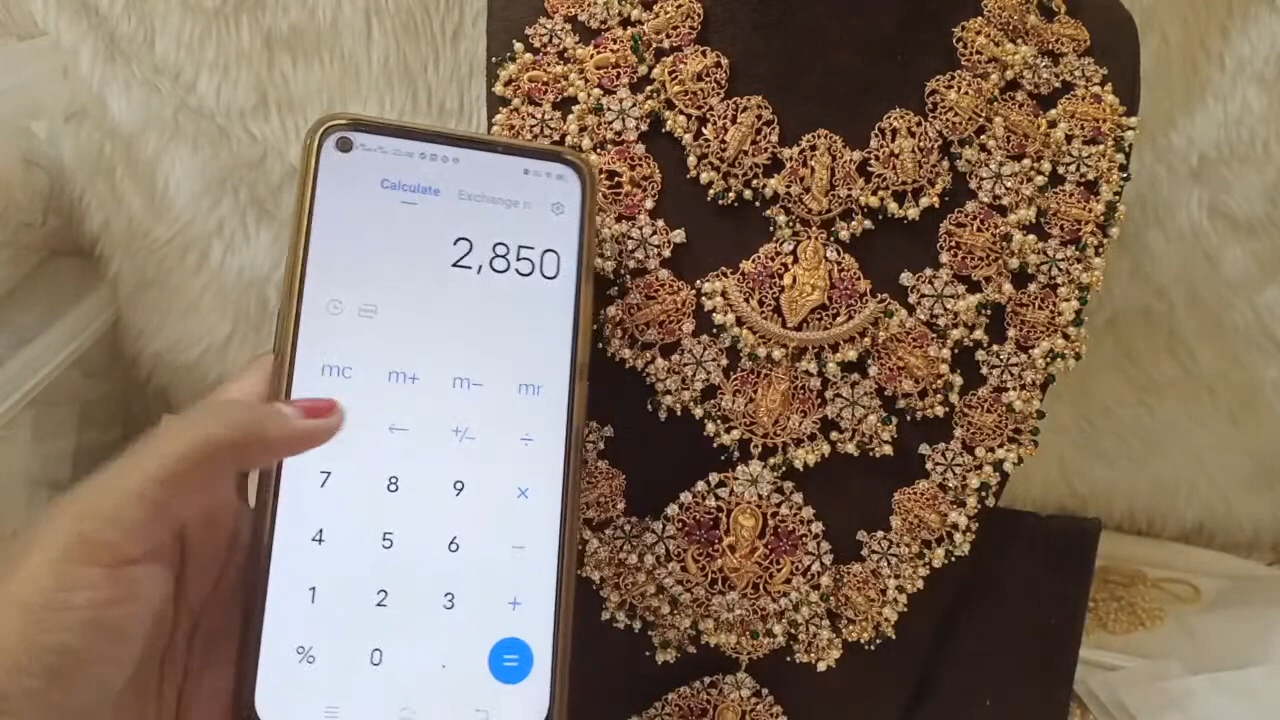 Calculate Exchange r
2,850
mc m+ m– mr
← +/– ÷
7 8 9 ×
4 5 6 –
1 2 3 +
% 0 . =